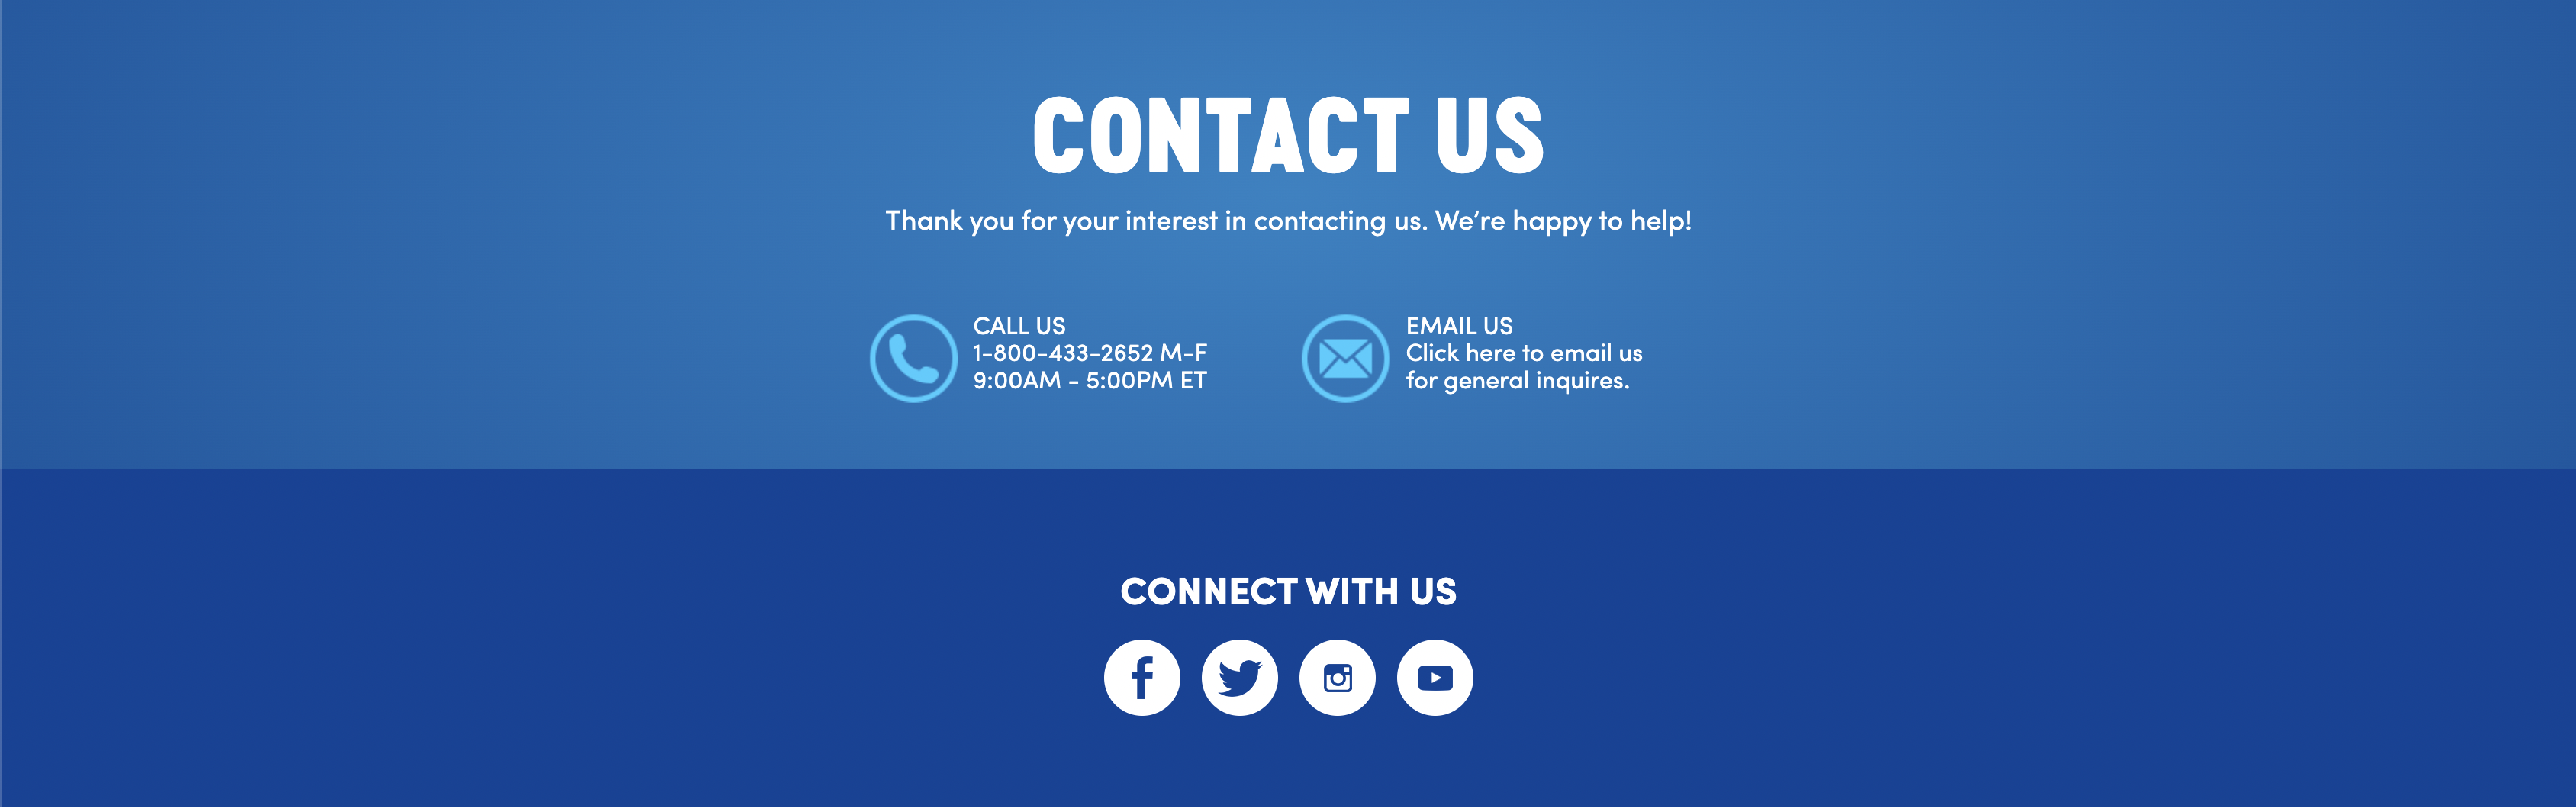 CONTACT US
Thank you for your interest in contacting us. We’re happy to help!
CALL US
1-800-433-2652 M-F
9:00AM - 5:00PM ET
EMAIL US
Click here to email us
for general inquires.
CONNECT WITH US